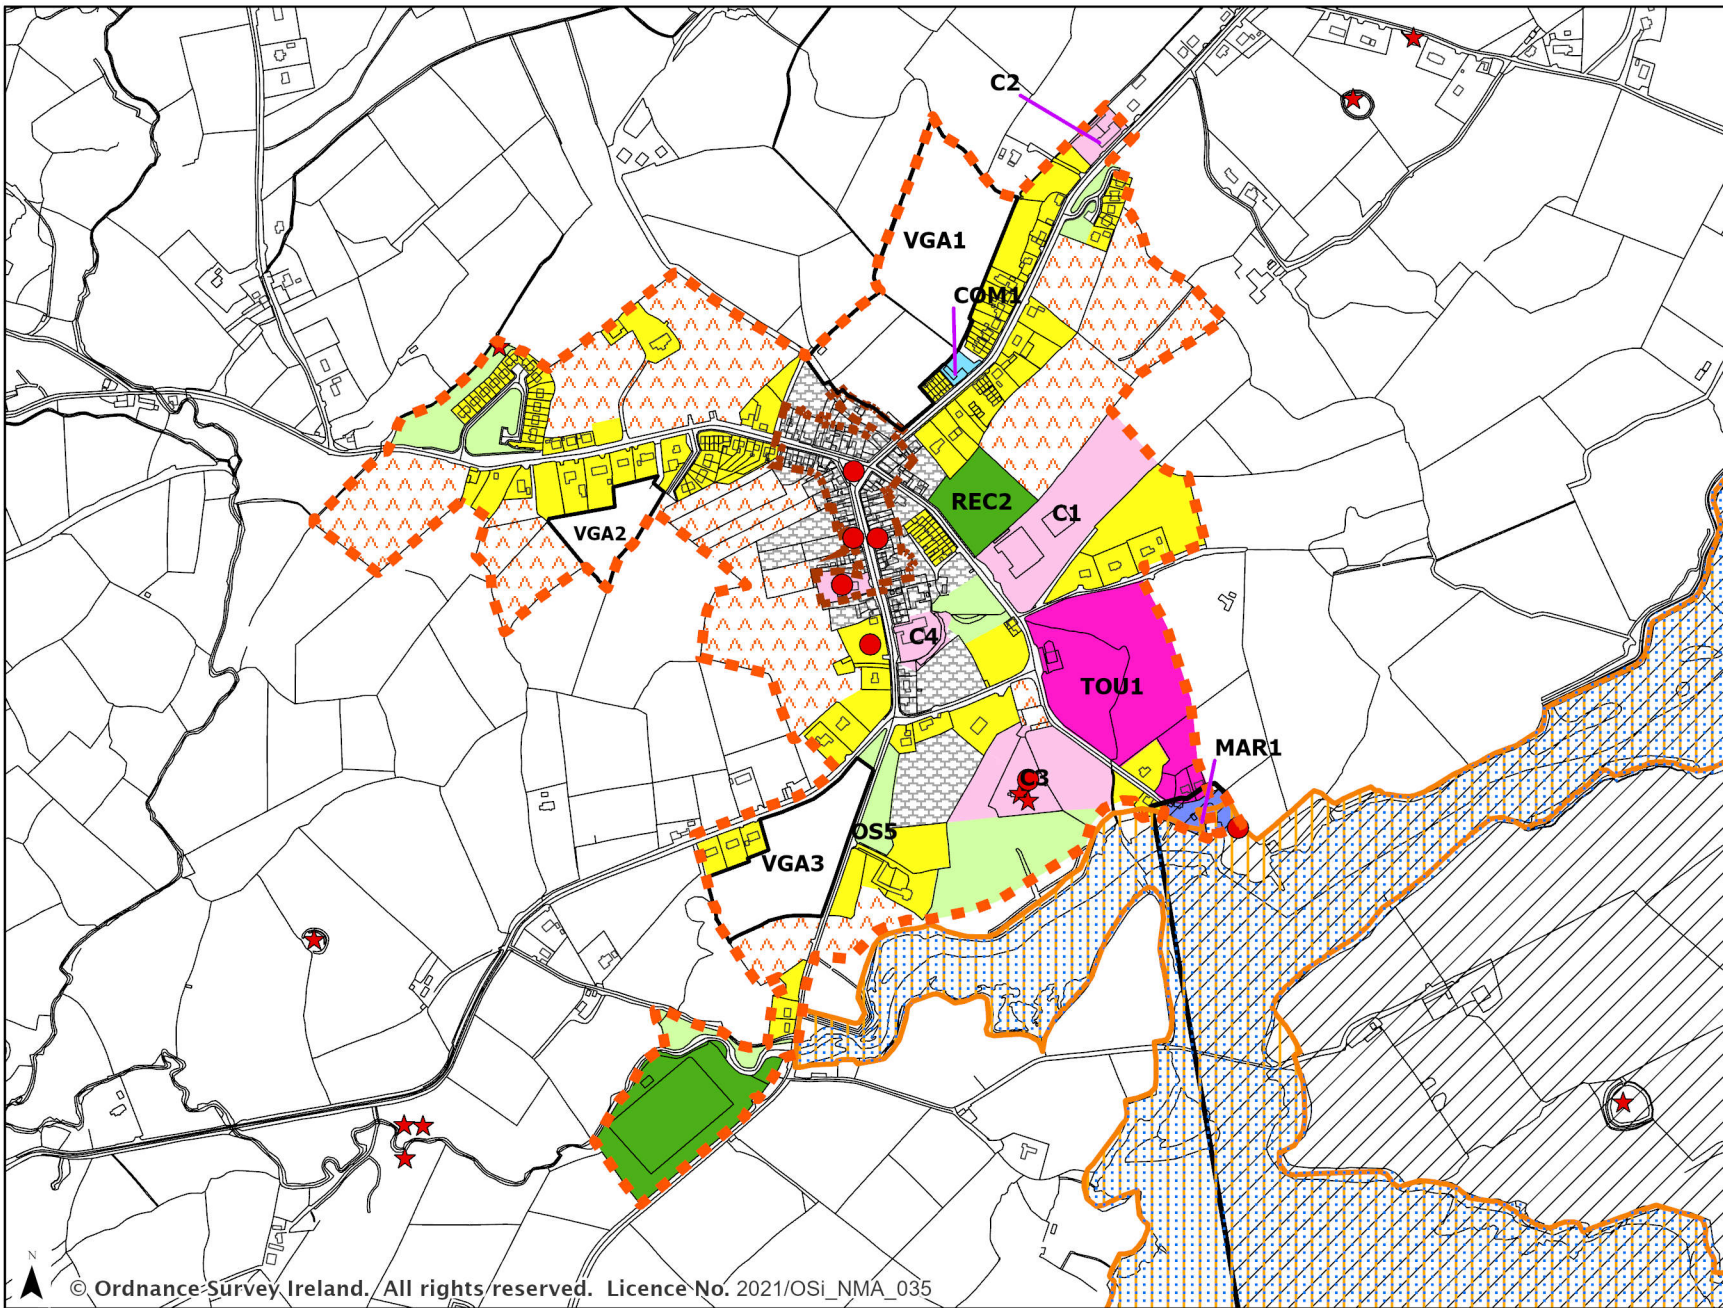 C2
VGA1
COM1
REC2
C1
VGA2
C4
TOU1
MAR1
C3
OS5
VGA3
N
© Ordnance Survey Ireland. All rights reserved. Licence No. 2021/OSi_NMA_035